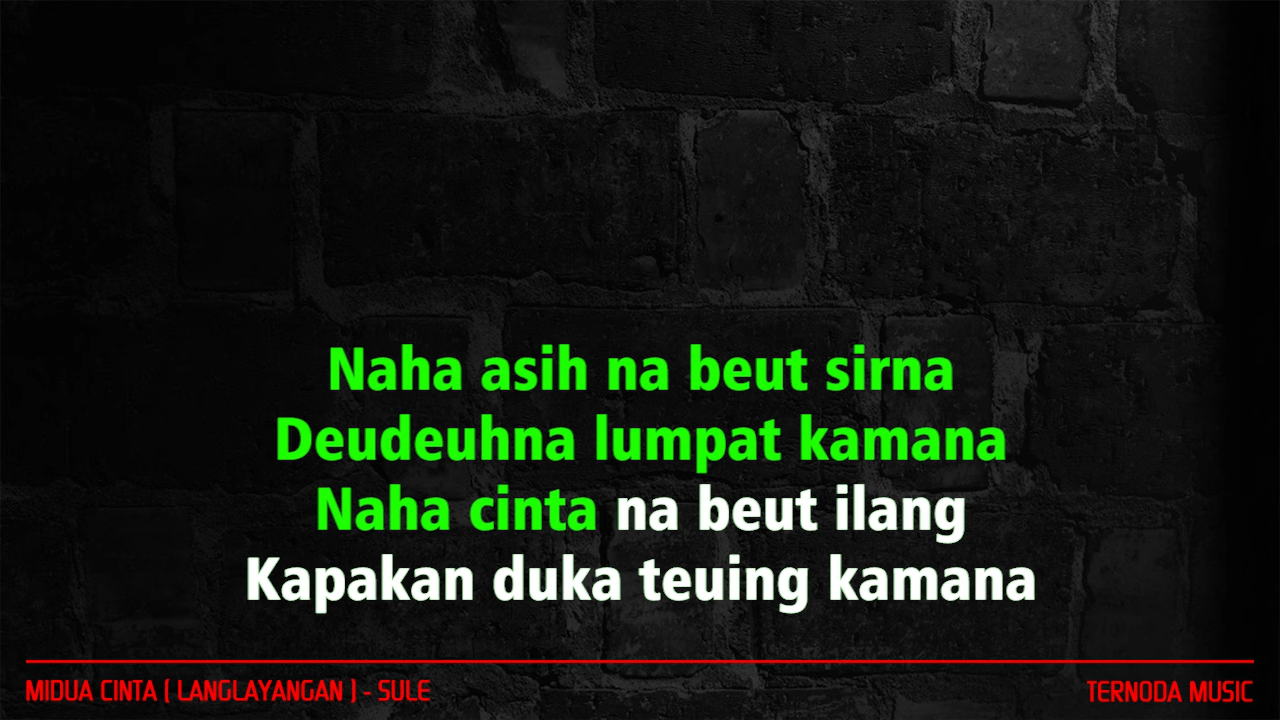 Naha asih na beut sirna
Deudeuhna lumpat kamana
Naha cinta na beut ilang
Kapakan duka teuing kamana
MIDUA CINTA ( LANGLAYANGAN ) - SULE
TERNODA MUSIC